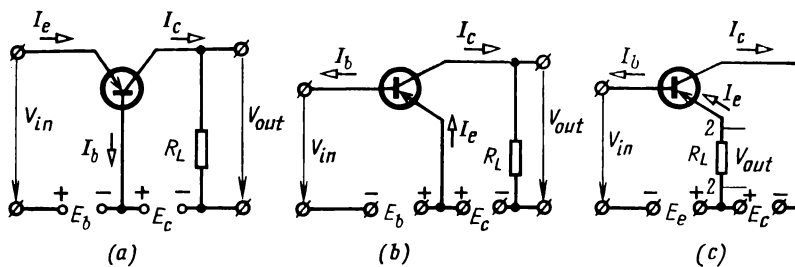 I_e I_c
V_in
I_b
R_L
V_out
+ E_b - + E_c -
(a)
I_c
I_b
I_e
V_in
R_L
V_out
- E_b + + E_c -
(b)
I_c
I_b
I_e
2
V_in
R_L V_out
2
- E_e + + E_c -
(c)